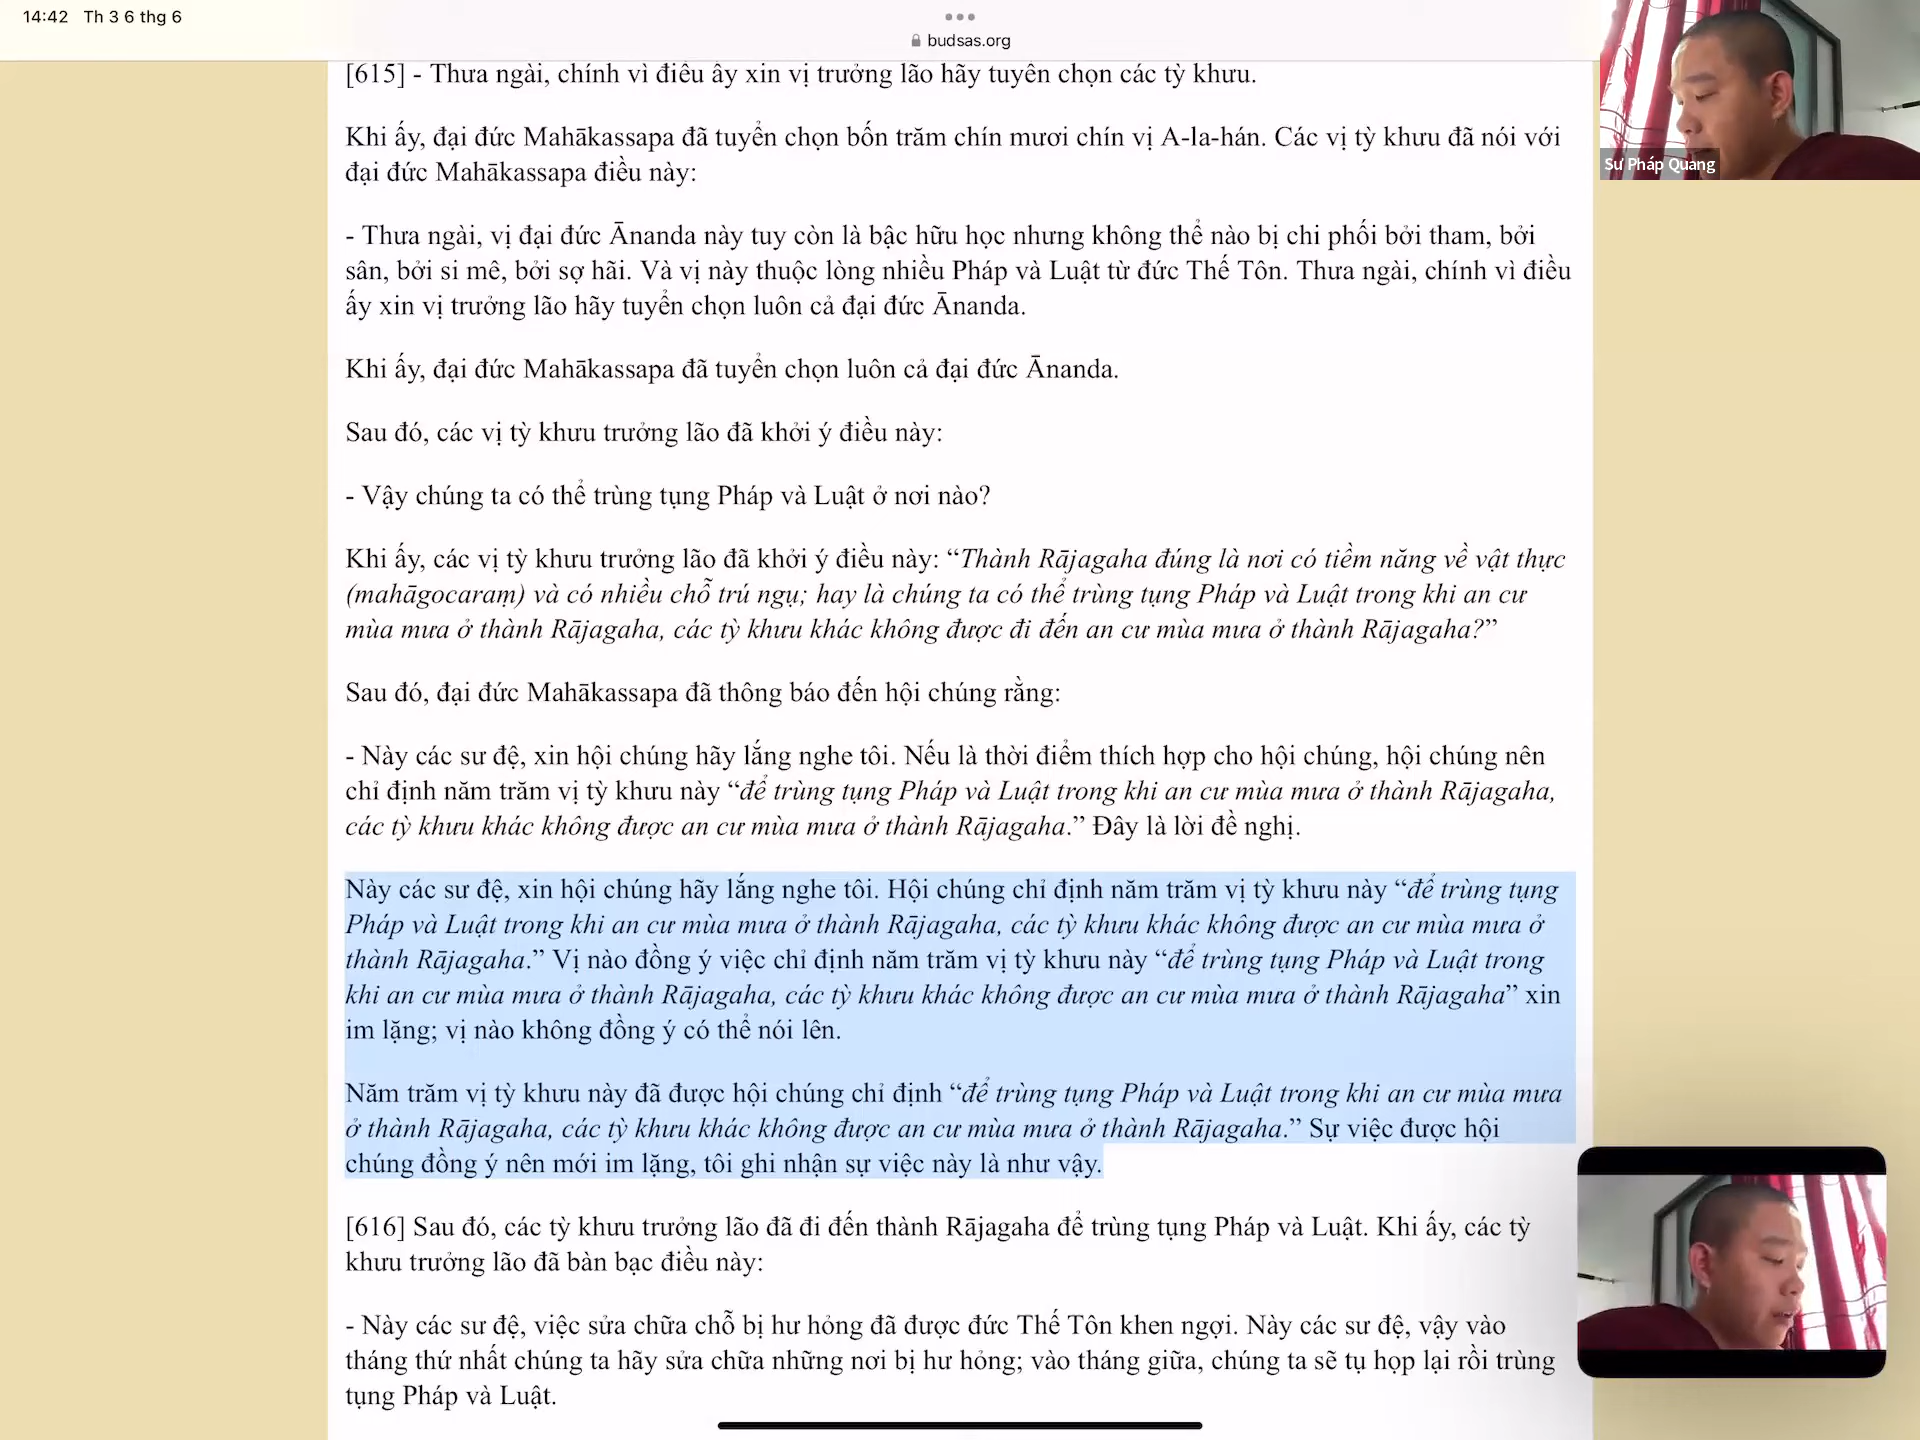 14:42 Th 3 6 thg 6
budsas.org
[615] - Thưa ngài, chính vì điều ấy xin vị trưởng lão hãy tuyển chọn các tỳ khưu.
Sư Pháp Quang
Khi ấy, đại đức Mahākassapa đã tuyển chọn bốn trăm chín mươi chín vị A-la-hán. Các vị tỳ khưu đã nói với
đại đức Mahākassapa điều này:
- Thưa ngài, vị đại đức Ānanda này tuy còn là bậc hữu học nhưng không thể nào bị chi phối bởi tham, bởi
sân, bởi si mê, bởi sợ hãi. Và vị này thuộc lòng nhiều Pháp và Luật từ đức Thế Tôn. Thưa ngài, chính vì điều
ấy xin vị trưởng lão hãy tuyển chọn luôn cả đại đức Ānanda.
Khi ấy, đại đức Mahākassapa đã tuyển chọn luôn cả đại đức Ānanda.
Sau đó, các vị tỳ khưu trưởng lão đã khởi ý điều này:
- Vậy chúng ta có thể trùng tụng Pháp và Luật ở nơi nào?
Khi ấy, các vị tỳ khưu trưởng lão đã khởi ý điều này: “Thành Rājagaha đúng là nơi có tiềm năng về vật thực
(mahāgocaraṃ) và có nhiều chỗ trú ngụ; hay là chúng ta có thể trùng tụng Pháp và Luật trong khi an cư
mùa mưa ở thành Rājagaha, các tỳ khưu khác không được đi đến an cư mùa mưa ở thành Rājagaha?”
Sau đó, đại đức Mahākassapa đã thông báo đến hội chúng rằng:
- Này các sư đệ, xin hội chúng hãy lắng nghe tôi. Nếu là thời điểm thích hợp cho hội chúng, hội chúng nên
chỉ định năm trăm vị tỳ khưu này “để trùng tụng Pháp và Luật trong khi an cư mùa mưa ở thành Rājagaha,
các tỳ khưu khác không được an cư mùa mưa ở thành Rājagaha.” Đây là lời đề nghị.
Này các sư đệ, xin hội chúng hãy lắng nghe tôi. Hội chúng chỉ định năm trăm vị tỳ khưu này “để trùng tụng
Pháp và Luật trong khi an cư mùa mưa ở thành Rājagaha, các tỳ khưu khác không được an cư mùa mưa ở
thành Rājagaha.” Vị nào đồng ý việc chỉ định năm trăm vị tỳ khưu này “để trùng tụng Pháp và Luật trong
khi an cư mùa mưa ở thành Rājagaha, các tỳ khưu khác không được an cư mùa mưa ở thành Rājagaha” xin
im lặng; vị nào không đồng ý có thể nói lên.
Năm trăm vị tỳ khưu này đã được hội chúng chỉ định “để trùng tụng Pháp và Luật trong khi an cư mùa mưa
ở thành Rājagaha, các tỳ khưu khác không được an cư mùa mưa ở thành Rājagaha.” Sự việc được hội
chúng đồng ý nên mới im lặng, tôi ghi nhận sự việc này là như vậy.
[616] Sau đó, các tỳ khưu trưởng lão đã đi đến thành Rājagaha để trùng tụng Pháp và Luật. Khi ấy, các tỳ
khưu trưởng lão đã bàn bạc điều này:
- Này các sư đệ, việc sửa chữa chỗ bị hư hỏng đã được đức Thế Tôn khen ngợi. Này các sư đệ, vậy vào
tháng thứ nhất chúng ta hãy sửa chữa những nơi bị hư hỏng; vào tháng giữa, chúng ta sẽ tụ họp lại rồi trùng
tụng Pháp và Luật.